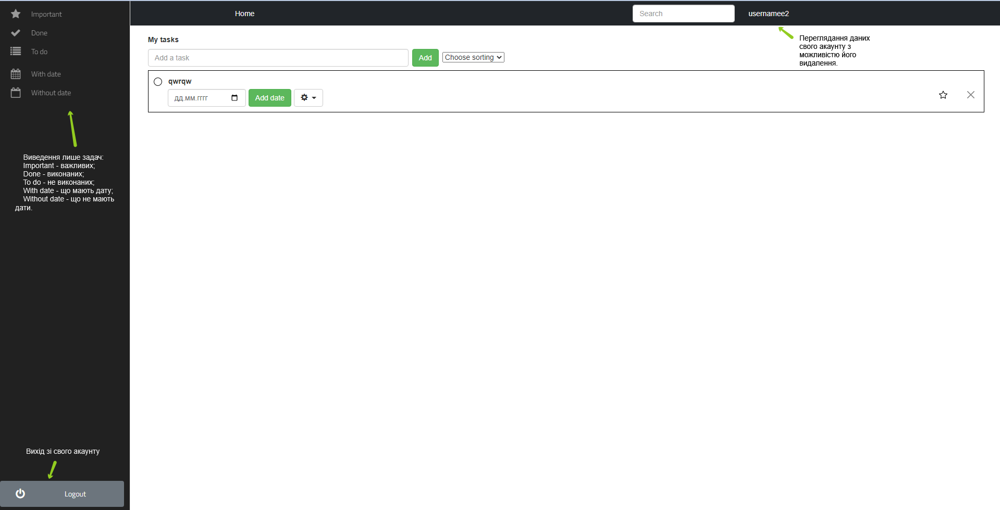 Important
Done
To do
With date
Without date
Виведення лише задач:
Important - важливих;
Done - виконаних;
To do - не виконаних;
With date - що мають дату;
Without date - що не мають
дати.
Вихід зі свого акаунту
Logout
Home
Search
usernamee2
Переглядання даних
свого акаунту з
можливістю його
видалення.
My tasks
Add a task
Add
Choose sorting
qwrqw
дд.мм.гггг
Add date